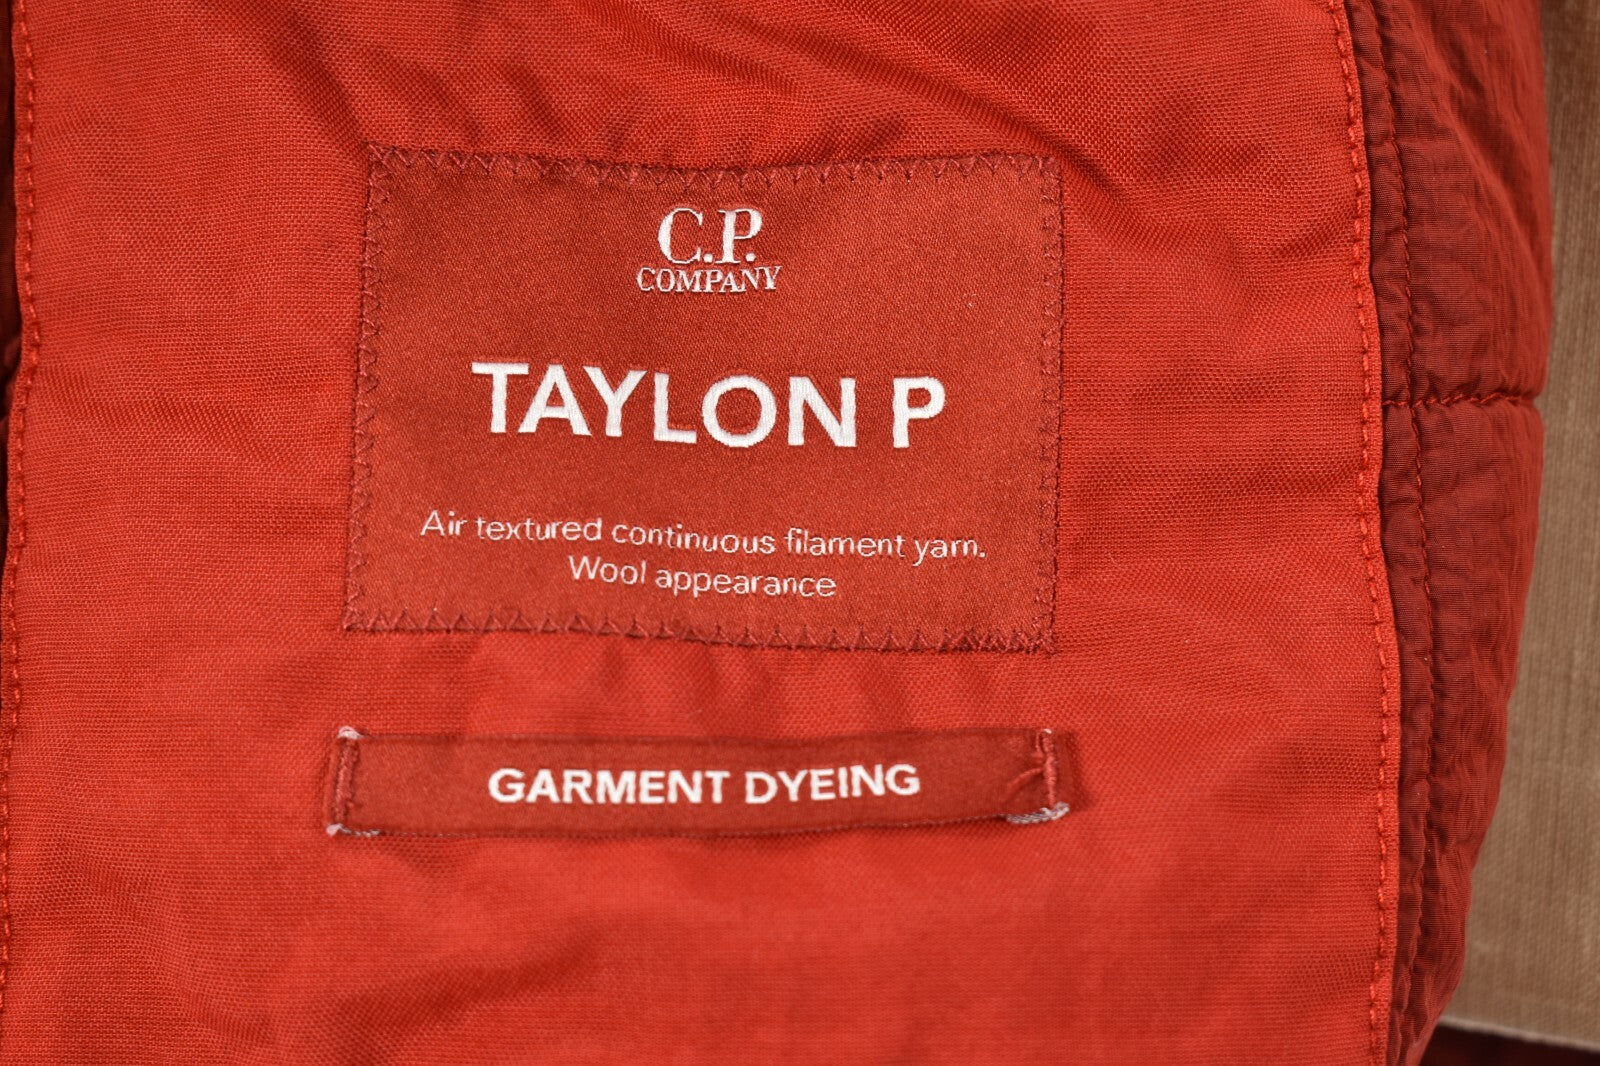 C.P.
COMPANY
TAYLON P
Air textured continuous filament yarn.
Wool appearance
GARMENT DYEING